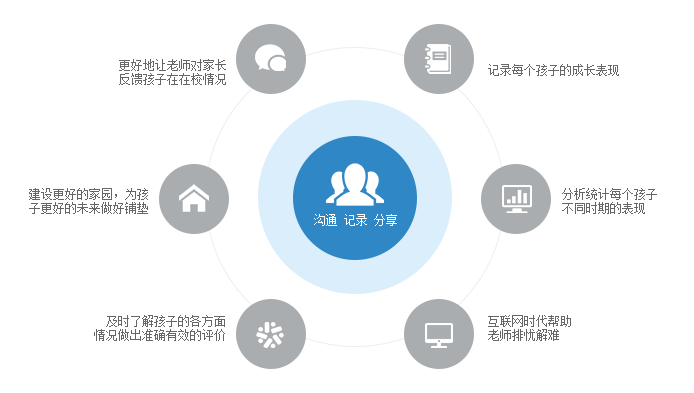 更好地让老师对家长
反馈孩子在在校情况
记录每个孩子的成长表现
建设更好的家园，为孩
子更好的未来做好铺垫
沟通 记录 分享
分析统计每个孩子
不同时期的表现
及时了解孩子的各方面
情况做出准确有效的评价
互联网时代帮助
老师排忧解难